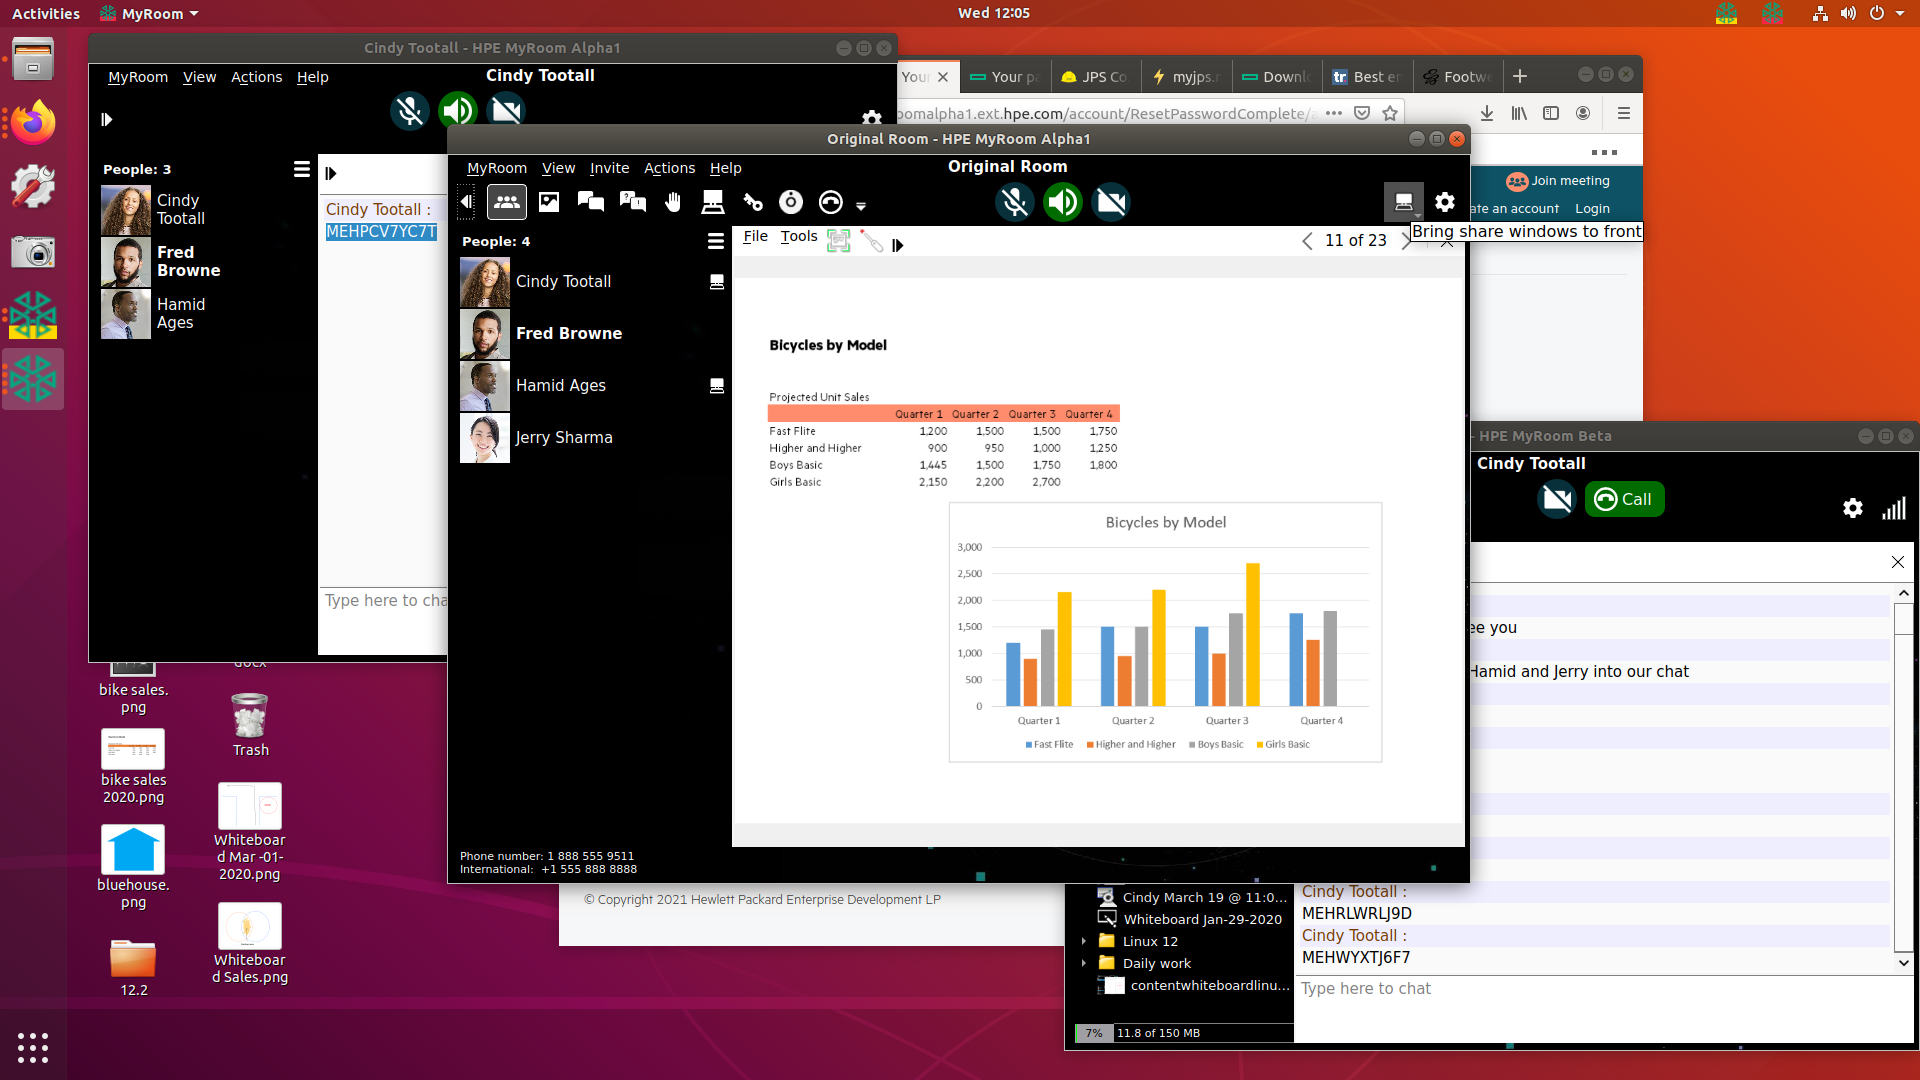 Activities
MyRoom
Wed 12:05
Cindy Tootall - HPE MyRoom Alpha1
MyRoom View Actions Help
Cindy Tootall
People: 3
Cindy Tootall
Fred Browne
Hamid Ages
Cindy Tootall :
MEHPCV7YC7T
Type here to cha
Your
Your pa
JPS Co
myjps.r
Downl
Best e
Footwe
oomalpha1.ext.hpe.com/account/ResetPasswordComplete/
Join meeting
ate an account Login
Original Room - HPE MyRoom Alpha1
MyRoom View Invite Actions Help
Original Room
Bring share windows to front
People: 4
Cindy Tootall
Fred Browne
Hamid Ages
Jerry Sharma
File Tools
11 of 23
Bicycles by Model
Projected Unit Sales
Quarter 1 Quarter 2 Quarter 3 Quarter 4
Fast Flite 1,200 1,500 1,500 1,750
Higher and Higher 900 950 1,000 1,250
Boys Basic 1,445 1,500 1,750 1,800
Girls Basic 2,150 2,200 2,700
Bicycles by Model
3,000
2,500
2,000
1,500
1,000
500
0
Quarter 1 Quarter 2 Quarter 3 Quarter 4
Fast Flite Higher and Higher Boys Basic Girls Basic
Phone number: 1 888 555 9511
International: +1 555 888 8888
- HPE MyRoom Beta
Cindy Tootall
Call
ee you
Hamid and Jerry into our chat
Cindy Tootall :
MEHRLWRLJ9D
Cindy Tootall :
MEHWYXTJ6F7
Type here to chat
Cindy March 19 @ 11:0...
Whiteboard Jan-29-2020
Linux 12
Daily work
contentwhiteboardlinu...
7% 11.8 of 150 MB
© Copyright 2021 Hewlett Packard Enterprise Development LP
docx
bike sales.
png
Trash
bike sales
2020.png
Whiteboar
d Mar -01-
2020.png
bluehouse.
png
Whiteboar
d Sales.png
12.2